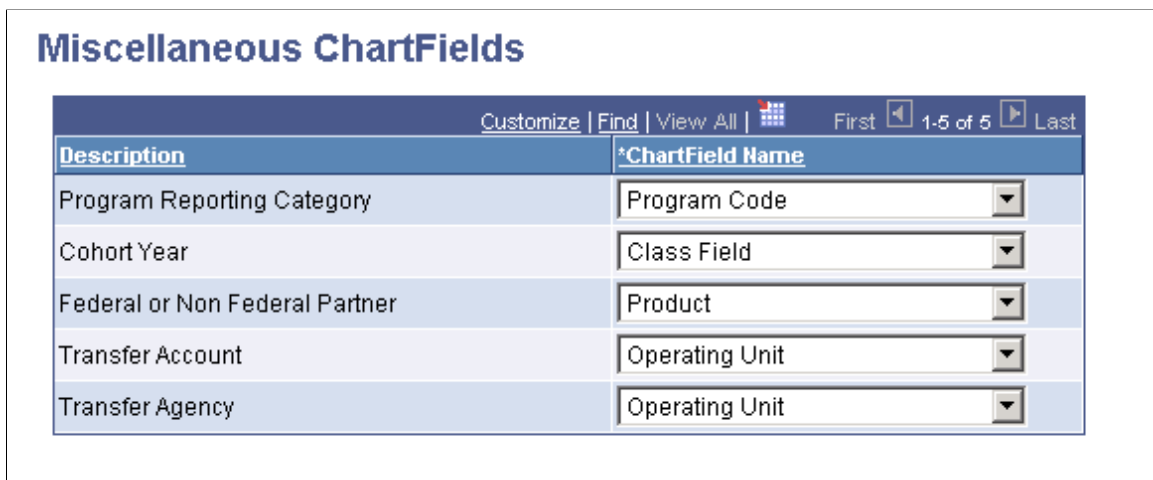 Miscellaneous ChartFields
Customize | Find | View All | First 1-5 of 5 Last
Description *ChartField Name
Program Reporting Category Program Code
Cohort Year Class Field
Federal or Non Federal Partner Product
Transfer Account Operating Unit
Transfer Agency Operating Unit